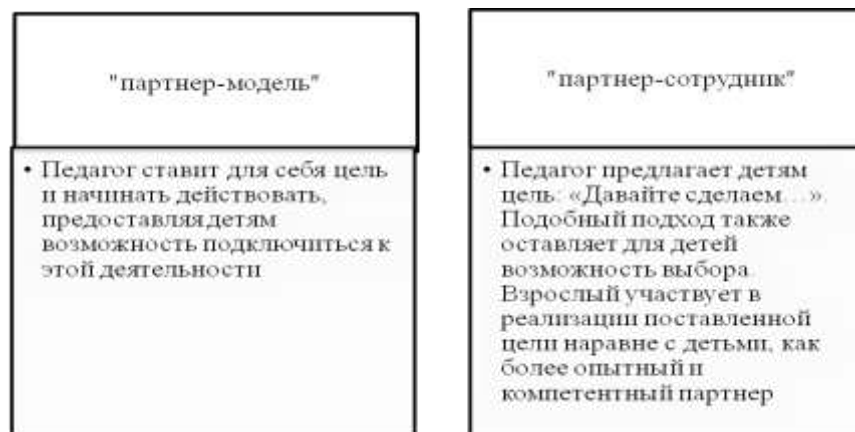 "партнер-модель"
• Педагог ставит для себя цель
и начинать действовать,
предоставляя детям
возможность подключиться к
этой деятельности
"партнер-сотрудник"
• Педагог предлагает детям
цель: «Давайте сделаем…».
Подобный подход также
оставляет для детей
возможность выбора.
Взрослый участвует в
реализации поставленной
цели наравне с детьми, как
более опытный и
компетентный партнер